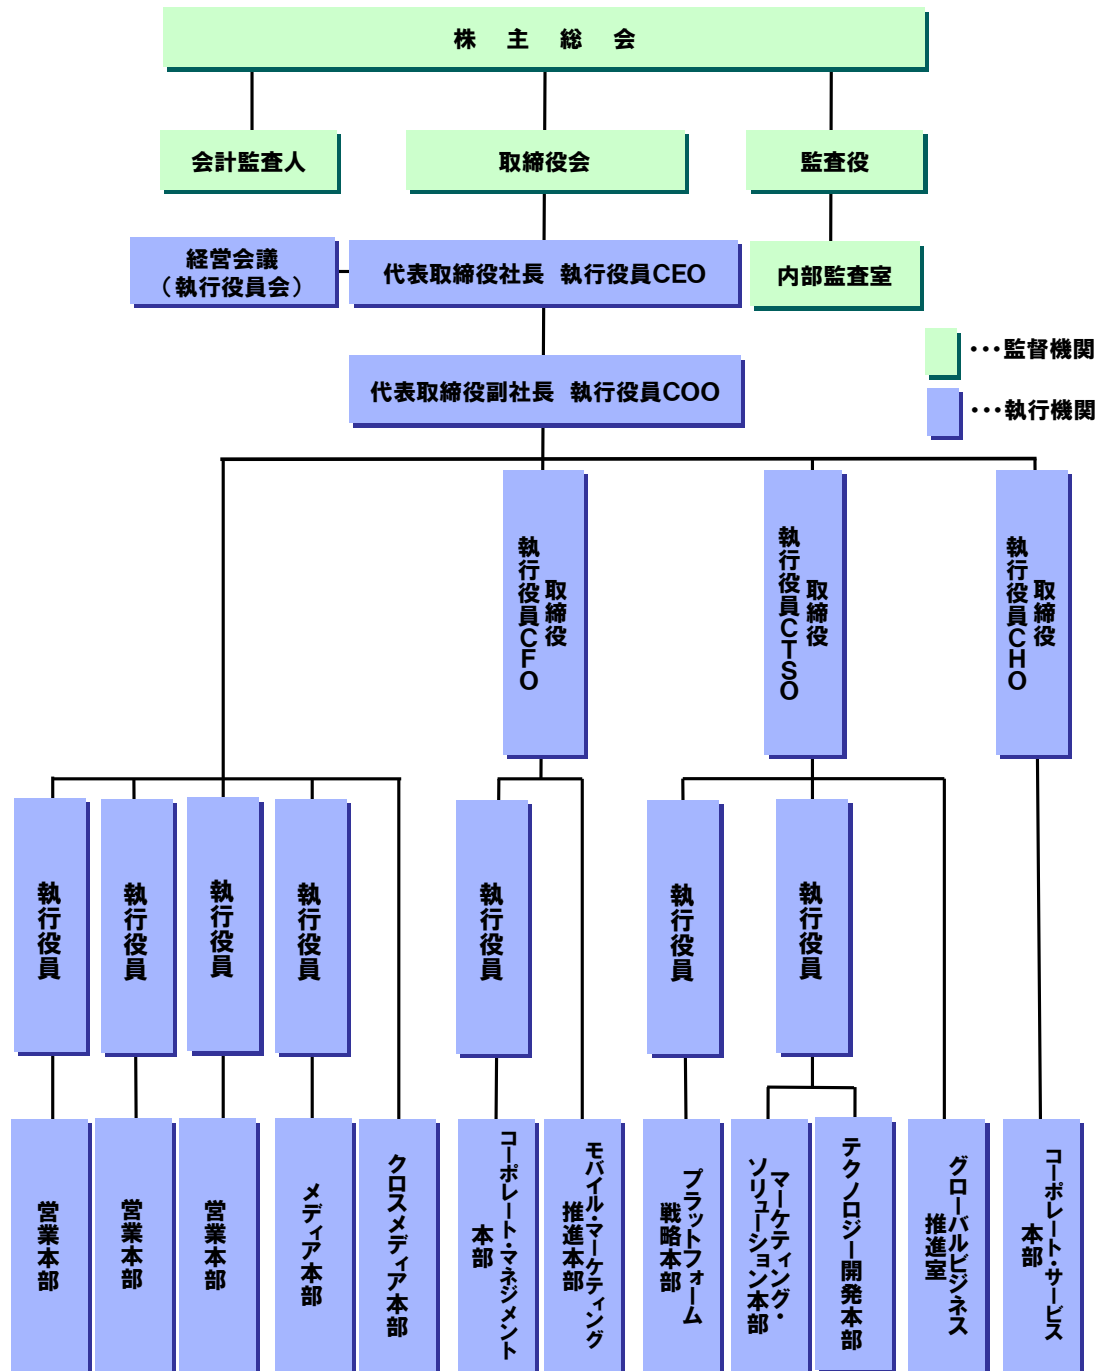 株主総会
会計監査人
取締役会
監査役
経営会議
（執行役員会）
代表取締役社長 執行役員CEO
内部監査室
･･･監督機関
代表取締役副社長 執行役員COO
･･･執行機関
取締役
執行役員CFO
取締役
執行役員CTSO
取締役
執行役員CHO
執行役員
執行役員
執行役員
執行役員
執行役員
執行役員
執行役員
営業本部
営業本部
営業本部
メディア本部
クロスメディア本部
コーポレート・マネジメント
本部
モバイル・マーケティング
推進本部
プラットフォーム
戦略本部
マーケティング・
ソリューション本部
テクノロジー開発本部
グローバルビジネス
推進室
コーポレート・サービス
本部